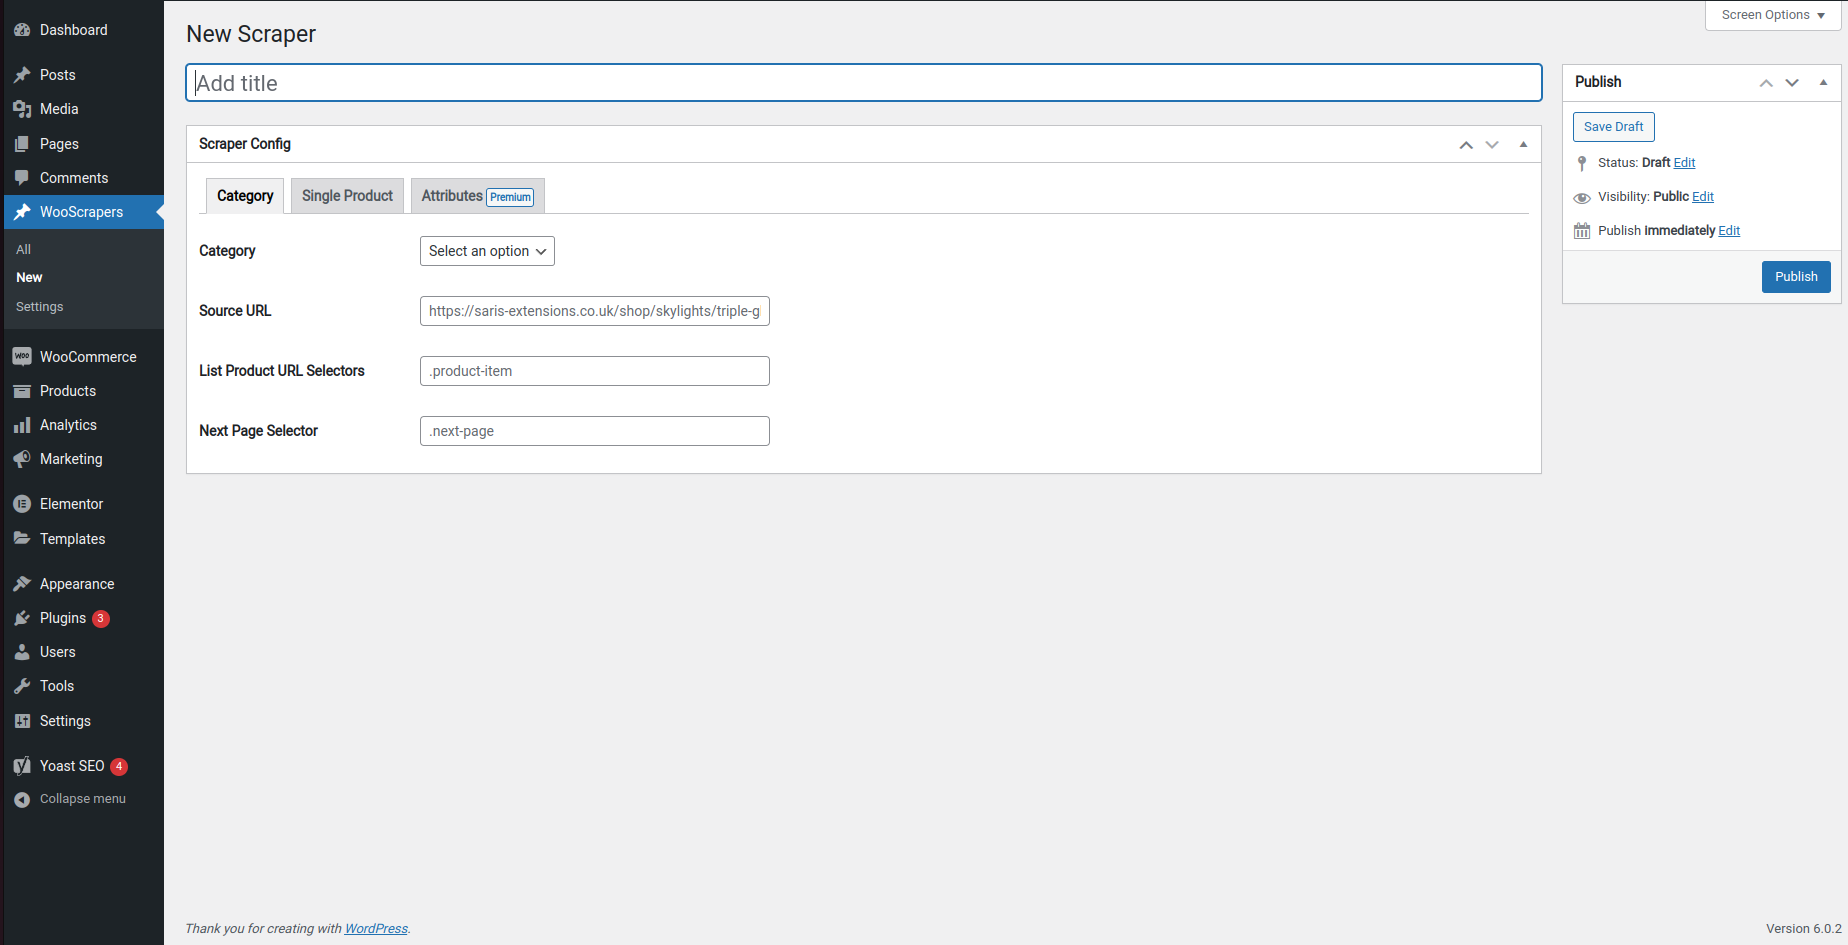 Dashboard
Posts
Media
Pages
Comments
WooScrapers
All
New
Settings
WooCommerce
Products
Analytics
Marketing
Elementor
Templates
Appearance
Plugins 3
Users
Tools
Settings
Yoast SEO 4
Collapse menu
Screen Options
New Scraper
Add title
Scraper Config
Category Single Product Attributes Premium
Category Select an option
Source URL https://saris-extensions.co.uk/shop/skylights/triple-g
List Product URL Selectors .product-item
Next Page Selector .next-page
Publish
Save Draft
Status: Draft Edit
Visibility: Public Edit
Publish immediately Edit
Publish
Thank you for creating with WordPress.
Version 6.0.2